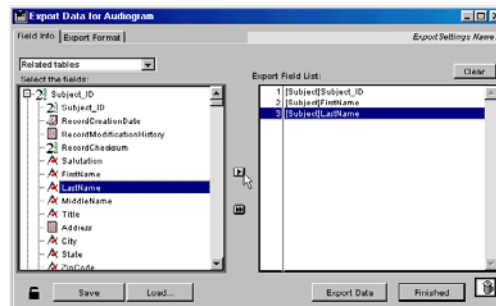 Export Data for Audiogram
Field Info
Export Format
Export Settings Name
Related tables
Select the fields:
Export Field List:
Clear
Subject_ID
Subject_ID
RecordCreationDate
RecordModificationHistory
RecordChecksum
Salutation
FirstName
LastName
MiddleName
Title
Address
City
State
ZipCode
1 [Subject]Subject_ID
2 [Subject]FirstName
3 [Subject]LastName
Save
Load...
Export Data
Finished